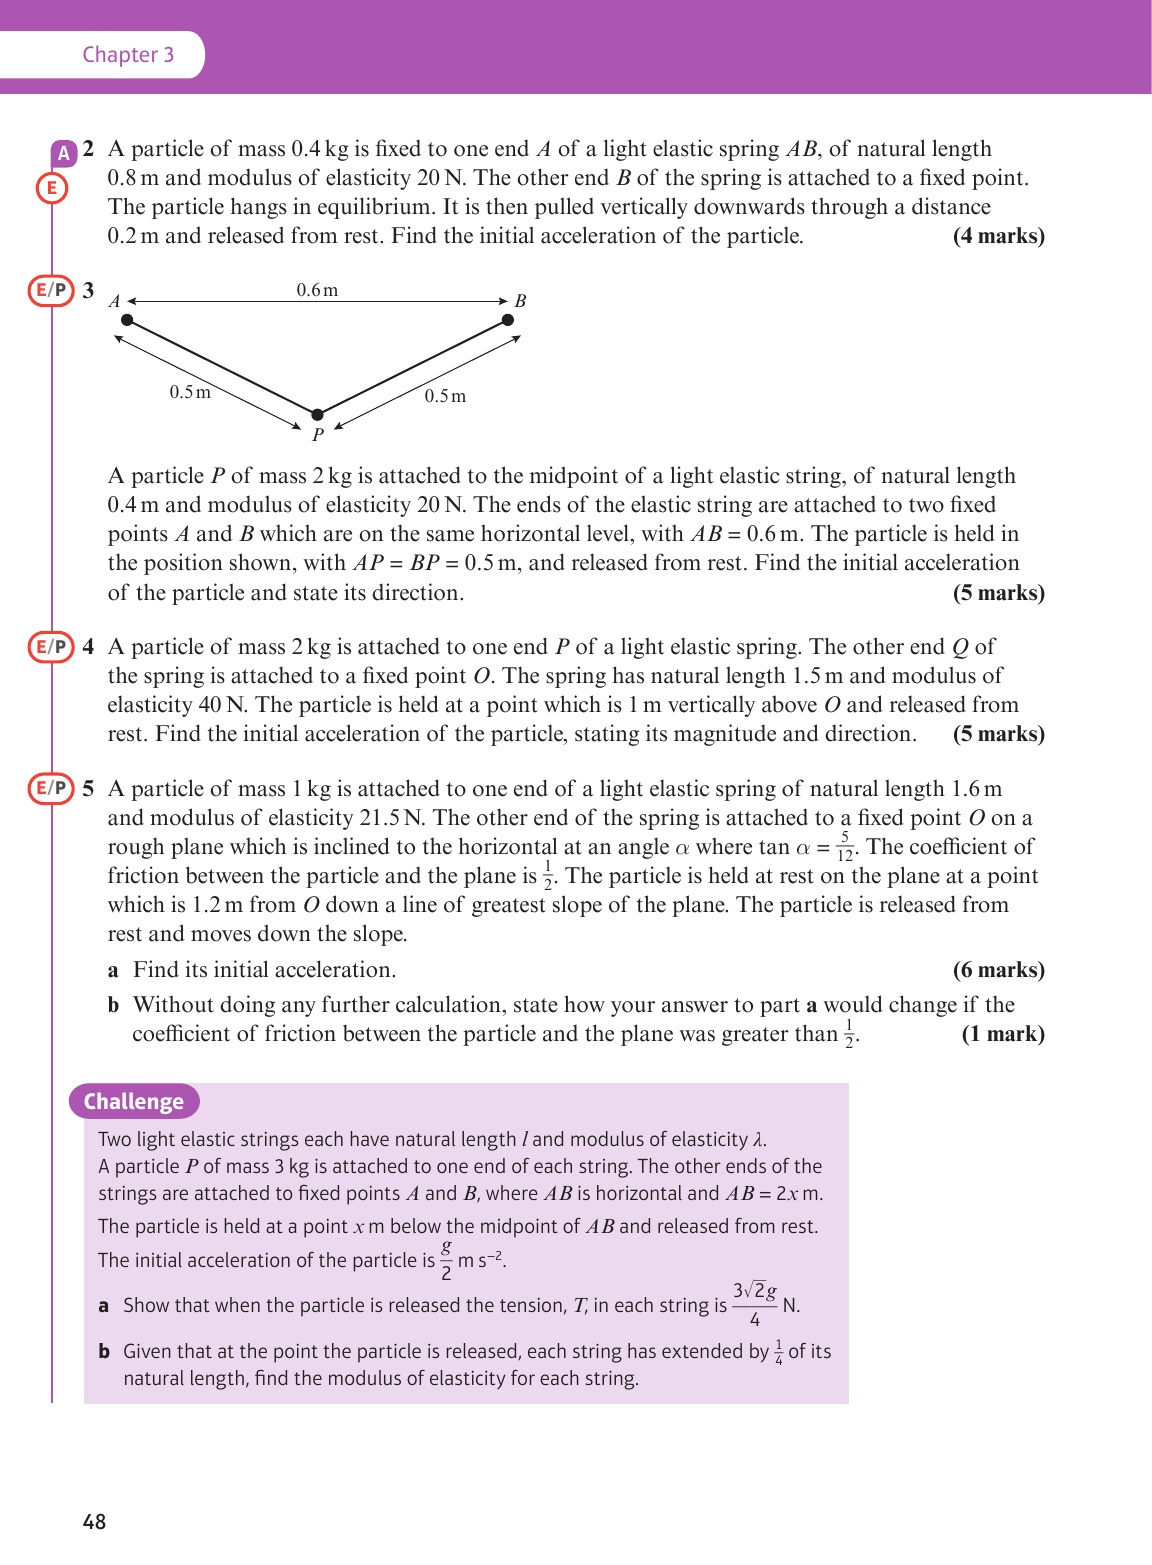 Chapter 3
A
E
2 A particle of mass 0.4 kg is fixed to one end A of a light elastic spring AB, of natural length
0.8 m and modulus of elasticity 20 N. The other end B of the spring is attached to a fixed point.
The particle hangs in equilibrium. It is then pulled vertically downwards through a distance
0.2 m and released from rest. Find the initial acceleration of the particle. (4 marks)
E/P 3
A 0.6 m B
0.5 m 0.5 m
P
A particle P of mass 2 kg is attached to the midpoint of a light elastic string, of natural length
0.4 m and modulus of elasticity 20 N. The ends of the elastic string are attached to two fixed
points A and B which are on the same horizontal level, with AB = 0.6 m. The particle is held in
the position shown, with AP = BP = 0.5 m, and released from rest. Find the initial acceleration
of the particle and state its direction. (5 marks)
E/P 4 A particle of mass 2 kg is attached to one end P of a light elastic spring. The other end Q of
the spring is attached to a fixed point O. The spring has natural length 1.5 m and modulus of
elasticity 40 N. The particle is held at a point which is 1 m vertically above O and released from
rest. Find the initial acceleration of the particle, stating its magnitude and direction. (5 marks)
E/P 5 A particle of mass 1 kg is attached to one end of a light elastic spring of natural length 1.6 m
and modulus of elasticity 21.5 N. The other end of the spring is attached to a fixed point O on a
rough plane which is inclined to the horizontal at an angle α where tan α = 5/12. The coefficient of
friction between the particle and the plane is 1/2. The particle is held at rest on the plane at a point
which is 1.2 m from O down a line of greatest slope of the plane. The particle is released from
rest and moves down the slope.
a Find its initial acceleration. (6 marks)
b Without doing any further calculation, state how your answer to part a would change if the
coefficient of friction between the particle and the plane was greater than 1/2. (1 mark)
Challenge
Two light elastic strings each have natural length l and modulus of elasticity λ.
A particle P of mass 3 kg is attached to one end of each string. The other ends of the
strings are attached to fixed points A and B, where AB is horizontal and AB = 2x m.
The particle is held at a point x m below the midpoint of AB and released from rest.
The initial acceleration of the particle is g/2 m s⁻².
a Show that when the particle is released the tension, T, in each string is 3√2g/4 N.
b Given that at the point the particle is released, each string has extended by 1/4 of its
natural length, find the modulus of elasticity for each string.
48